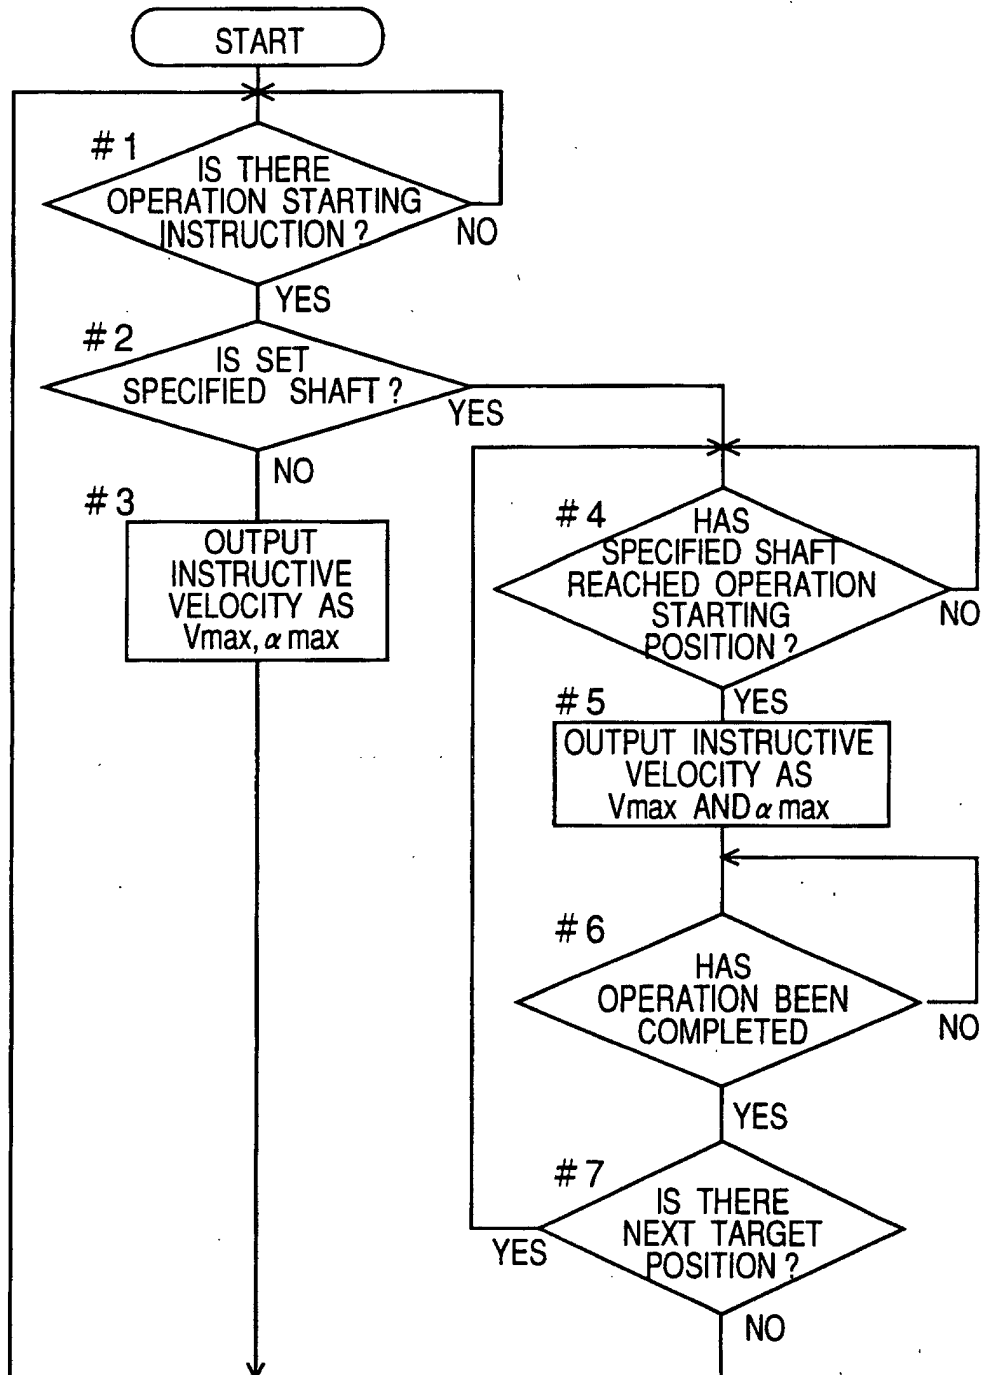 START
#1
IS THERE
OPERATION STARTING
INSTRUCTION?
NO
YES
#2
IS SET
SPECIFIED SHAFT?
YES
NO
#3
OUTPUT
INSTRUCTIVE
VELOCITY AS
Vmax, α max
#4
HAS
SPECIFIED SHAFT
REACHED OPERATION
STARTING
POSITION?
NO
YES
#5
OUTPUT INSTRUCTIVE
VELOCITY AS
Vmax AND α max
#6
HAS
OPERATION BEEN
COMPLETED
NO
YES
#7
IS THERE
NEXT TARGET
POSITION?
YES
NO